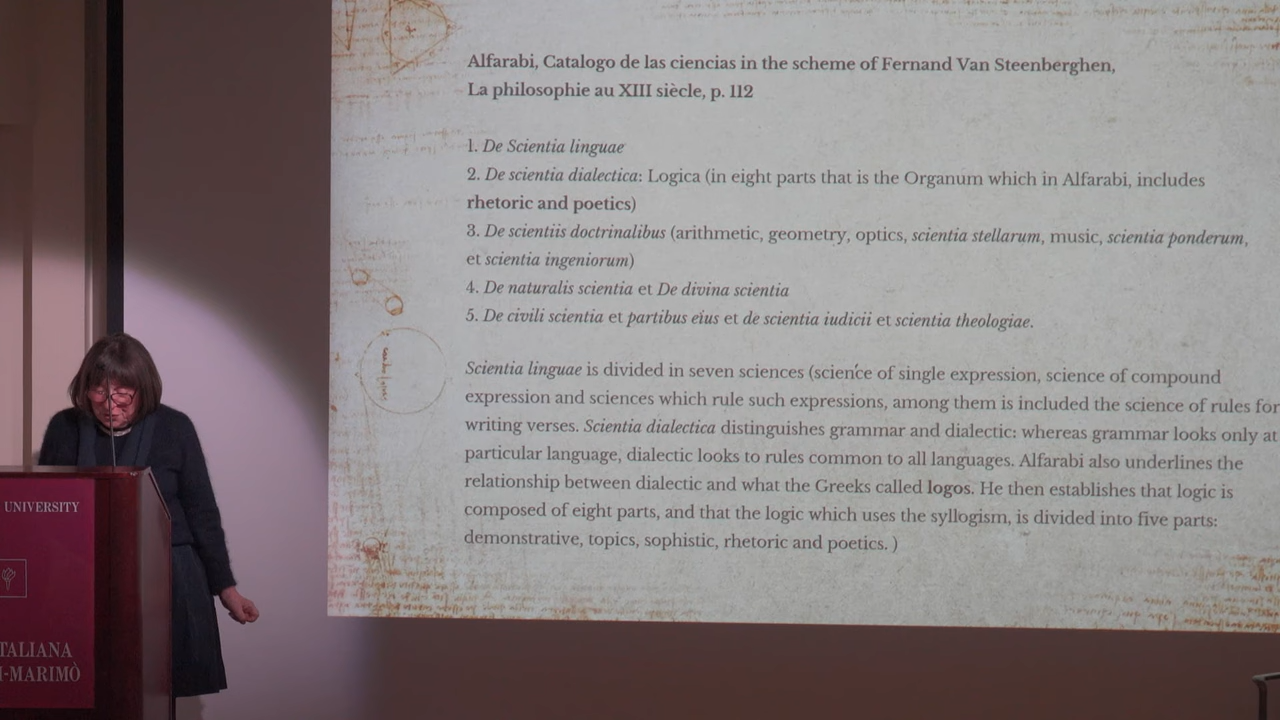 Alfarabi, Catalogo de las ciencias in the scheme of Fernand Van Steenberghen,
La philosophie au XIII siècle, p. 112
1. De Scientia linguae
2. De scientia dialectica: Logica (in eight parts that is the Organum which in Alfarabi, includes
rhetoric and poetics)
3. De scientiis doctrinalibus (arithmetic, geometry, optics, scientia stellarum, music, scientia ponderum,
et scientia ingeniorum)
4. De naturalis scientia et De divina scientia
5. De civili scientia et partibus eius et de scientia iudicii et scientia theologiae.
Scientia linguae is divided in seven sciences (science of single expression, science of compound
expression and sciences which rule such expressions, among them is included the science of rules for
writing verses. Scientia dialectica distinguishes grammar and dialectic: whereas grammar looks only at
particular language, dialectic looks to rules common to all languages. Alfarabi also underlines the
relationship between dialectic and what the Greeks called logos. He then establishes that logic is
composed of eight parts, and that the logic which uses the syllogism, is divided into five parts:
demonstrative, topics, sophistic, rhetoric and poetics. )
UNIVERSITY
TALIANA
I-MARIMÒ